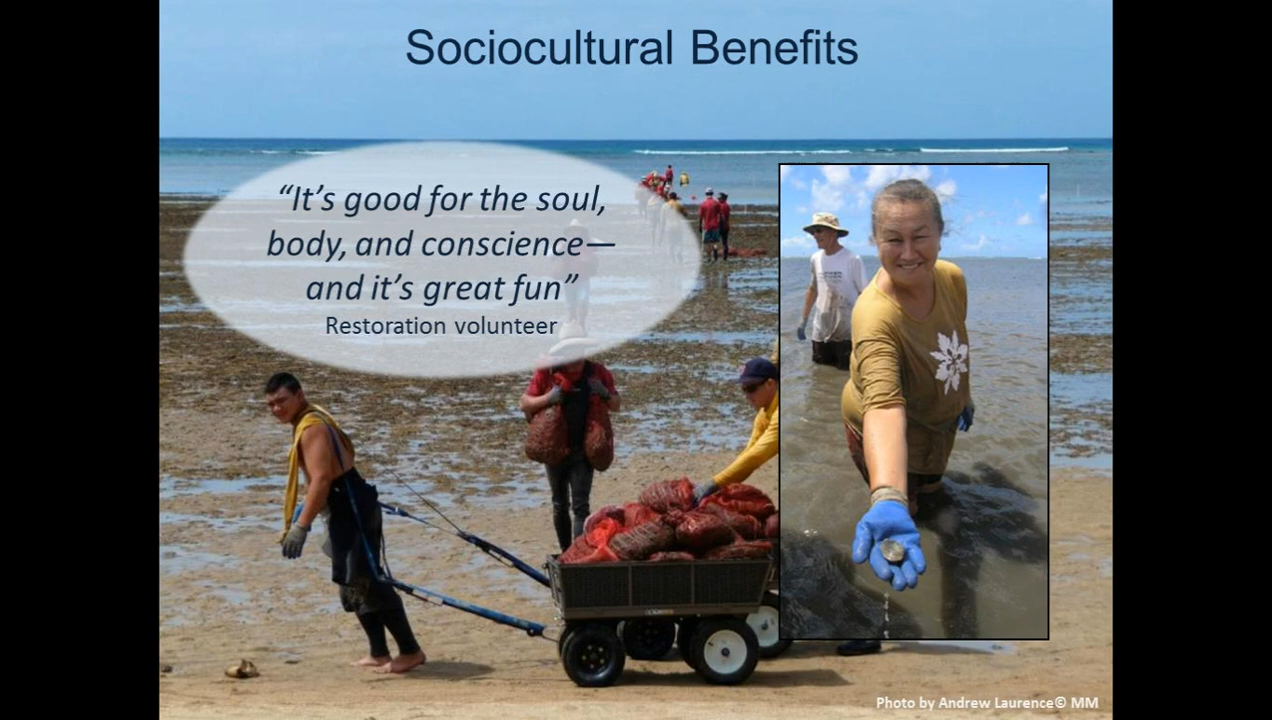 Sociocultural Benefits
“It’s good for the soul,
body, and conscience—
and it’s great fun”
Restoration volunteer
Photo by Andrew Laurence© MM